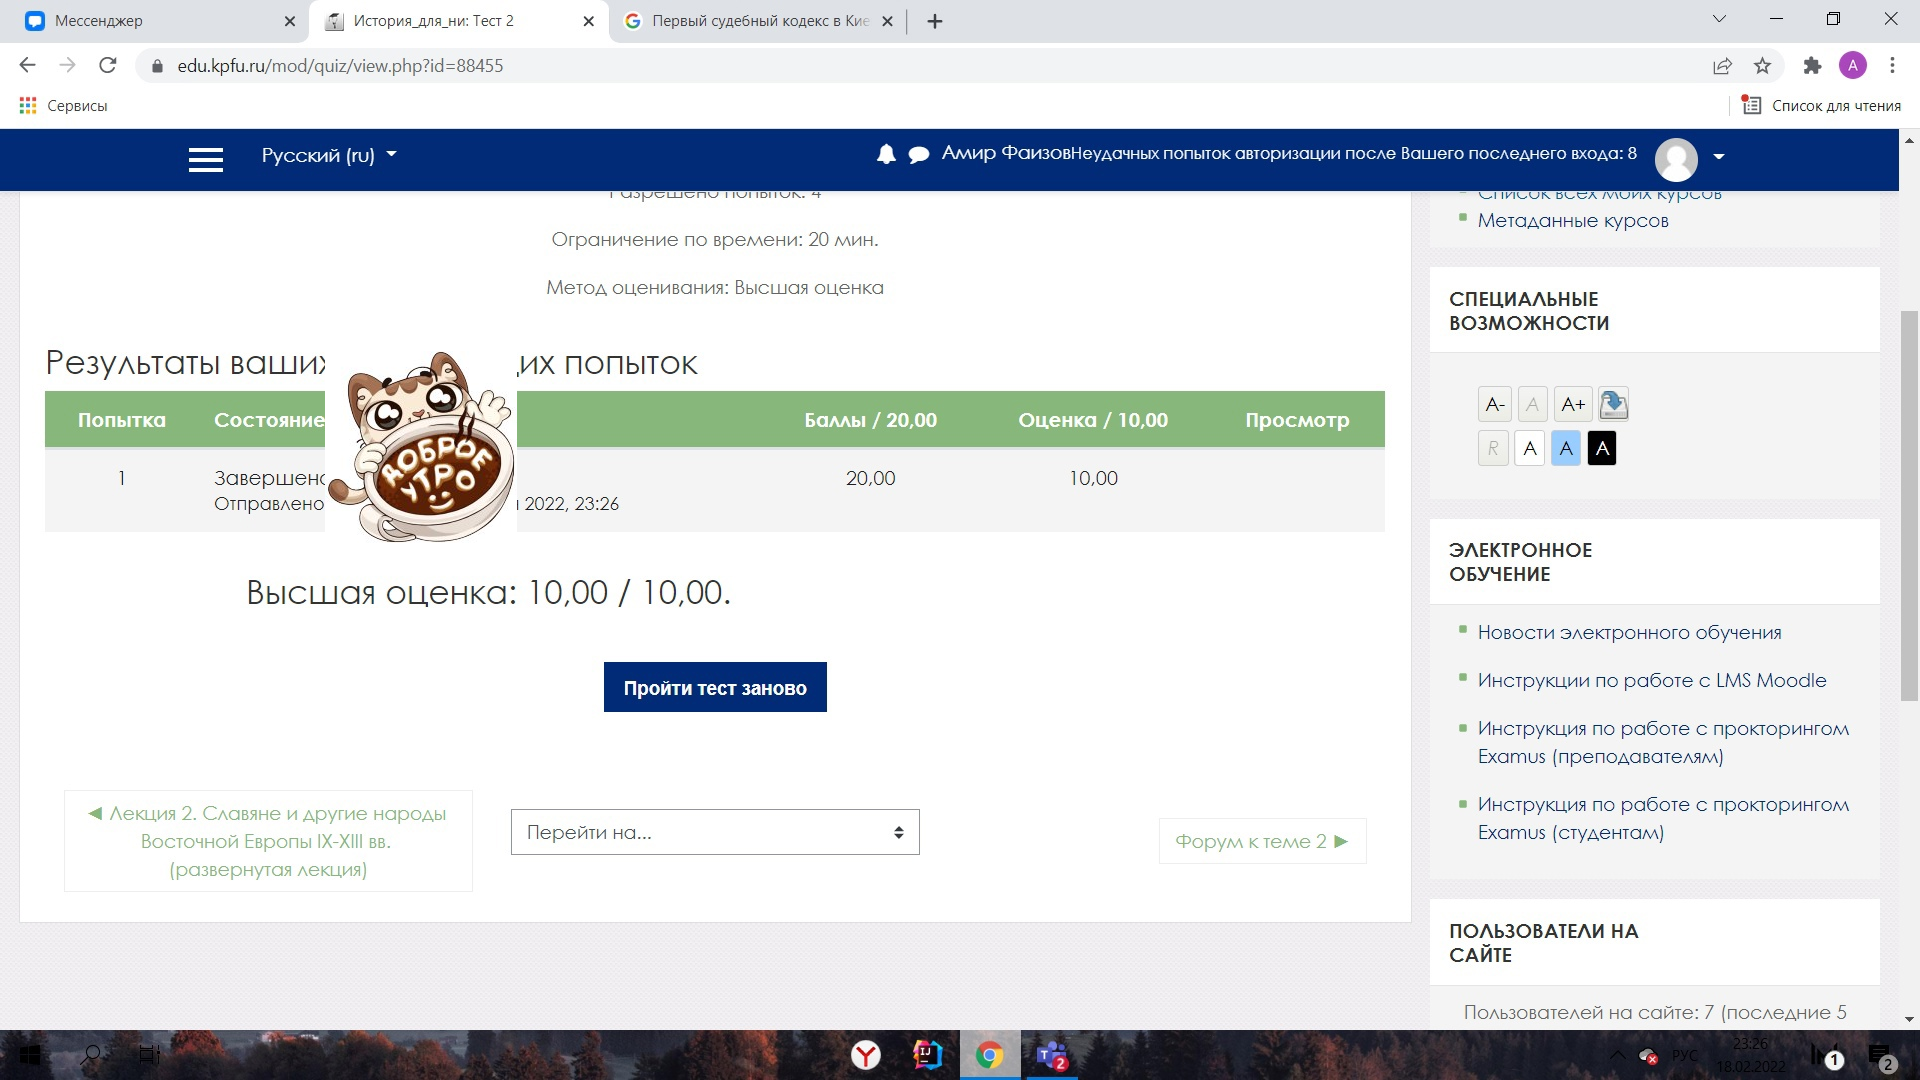 Мессенджер
История_для_ни: Тест 2
Первый судебный кодекс в Кие
edu.kpfu.ru/mod/quiz/view.php?id=88455
A
Сервисы
Список для чтения
Русский (ru)
Амир ФаизовНеудачных попыток авторизации после Вашего последнего входа: 8
Разрешено попыток: 4
Список всех моих курсов
Метаданные курсов
Ограничение по времени: 20 мин.
Метод оценивания: Высшая оценка
СПЕЦИАЛЬНЫЕ
ВОЗМОЖНОСТИ
Результаты ваших их попыток
A- A A+
R A A A
Попытка Состояние Баллы / 20,00 Оценка / 10,00 Просмотр
ДОБРОЕ
УТРО
1 Завершено 20,00 10,00
Отправлено 2022, 23:26
ЭЛЕКТРОННОЕ
ОБУЧЕНИЕ
Высшая оценка: 10,00 / 10,00.
Новости электронного обучения
Инструкции по работе с LMS Moodle
Пройти тест заново
Инструкция по работе с прокторингом
Examus (преподавателям)
Инструкция по работе с прокторингом
Examus (студентам)
◄ Лекция 2. Славяне и другие народы
Восточной Европы IX-XIII вв.
(развернутая лекция)
Перейти на...
Форум к теме 2 ►
ПОЛЬЗОВАТЕЛИ НА
САЙТЕ
Пользователей на сайте: 7 (последние 5
РУС
23:26
18.02.2022
1
2
2